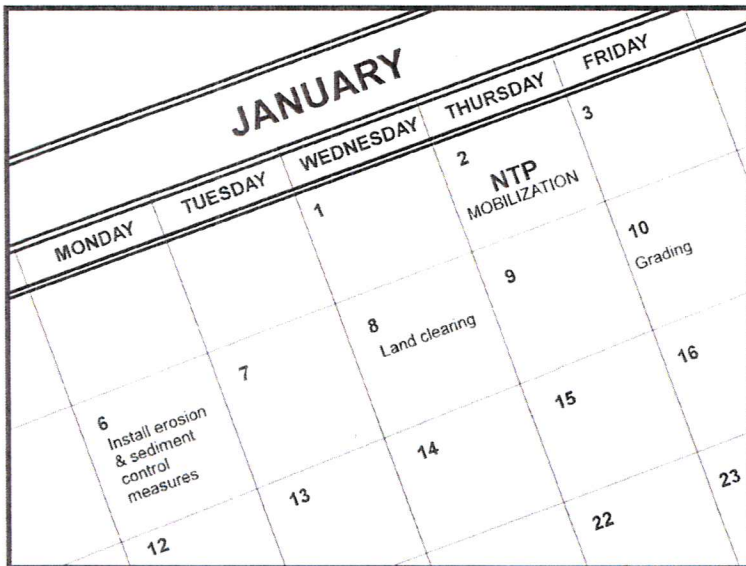 JANUARY
MONDAY TUESDAY WEDNESDAY THURSDAY FRIDAY
1
2
NTP
MOBILIZATION
3
6
Install erosion
& sediment
control
measures
7
8
Land clearing
9
10
Grading
12
13
14
15
16
22
23